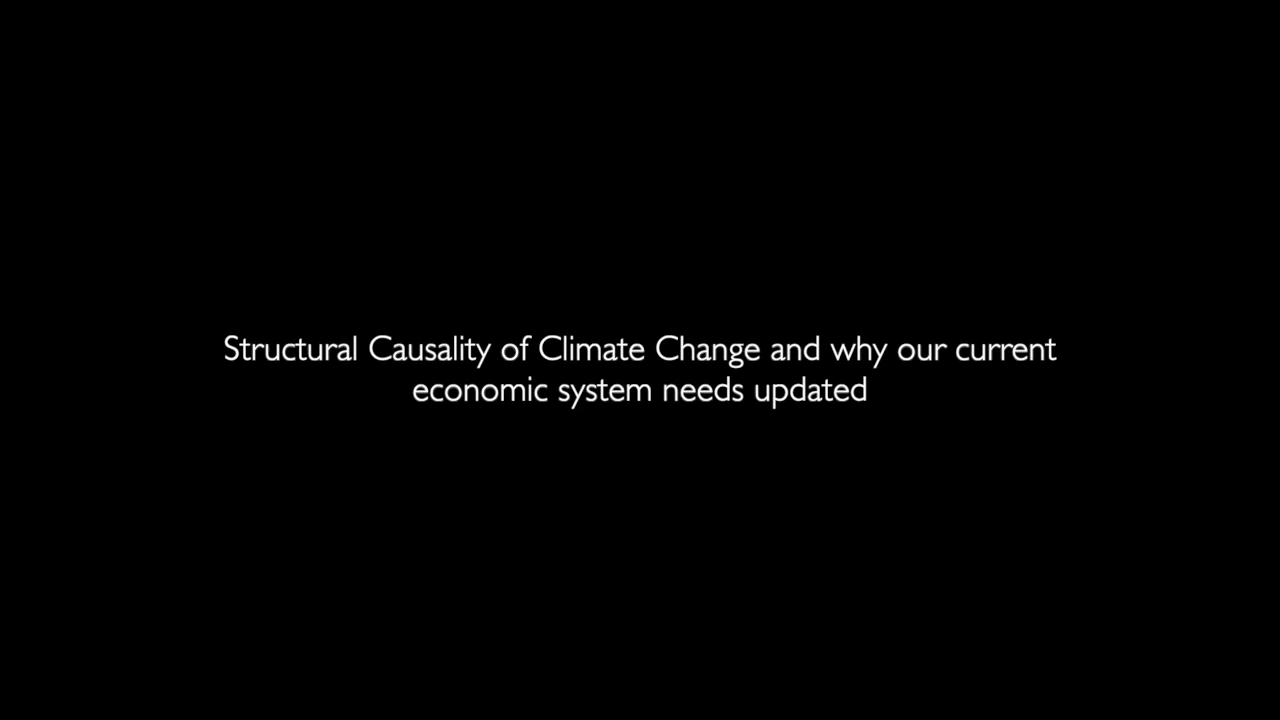 Structural Causality of Climate Change and why our current
economic system needs updated